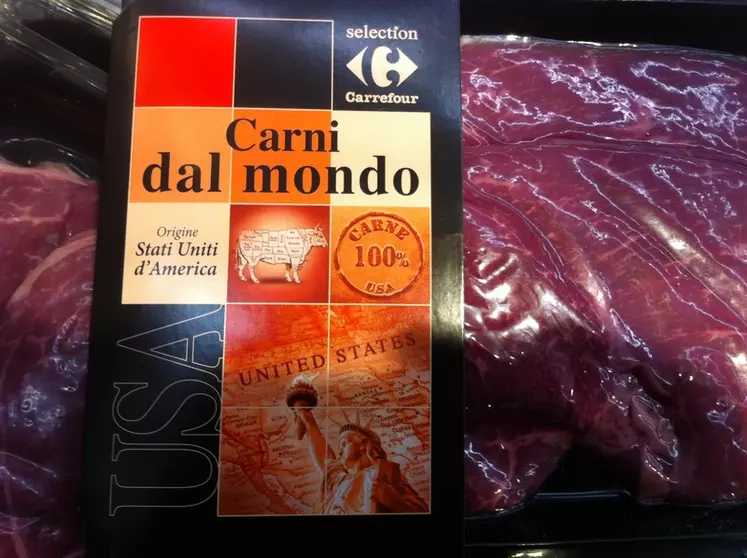 selection
Carrefour
Carni
dal mondo
Origine
Stati Uniti
d'America
CARNE
100%
USA
UNITED STATES
USA